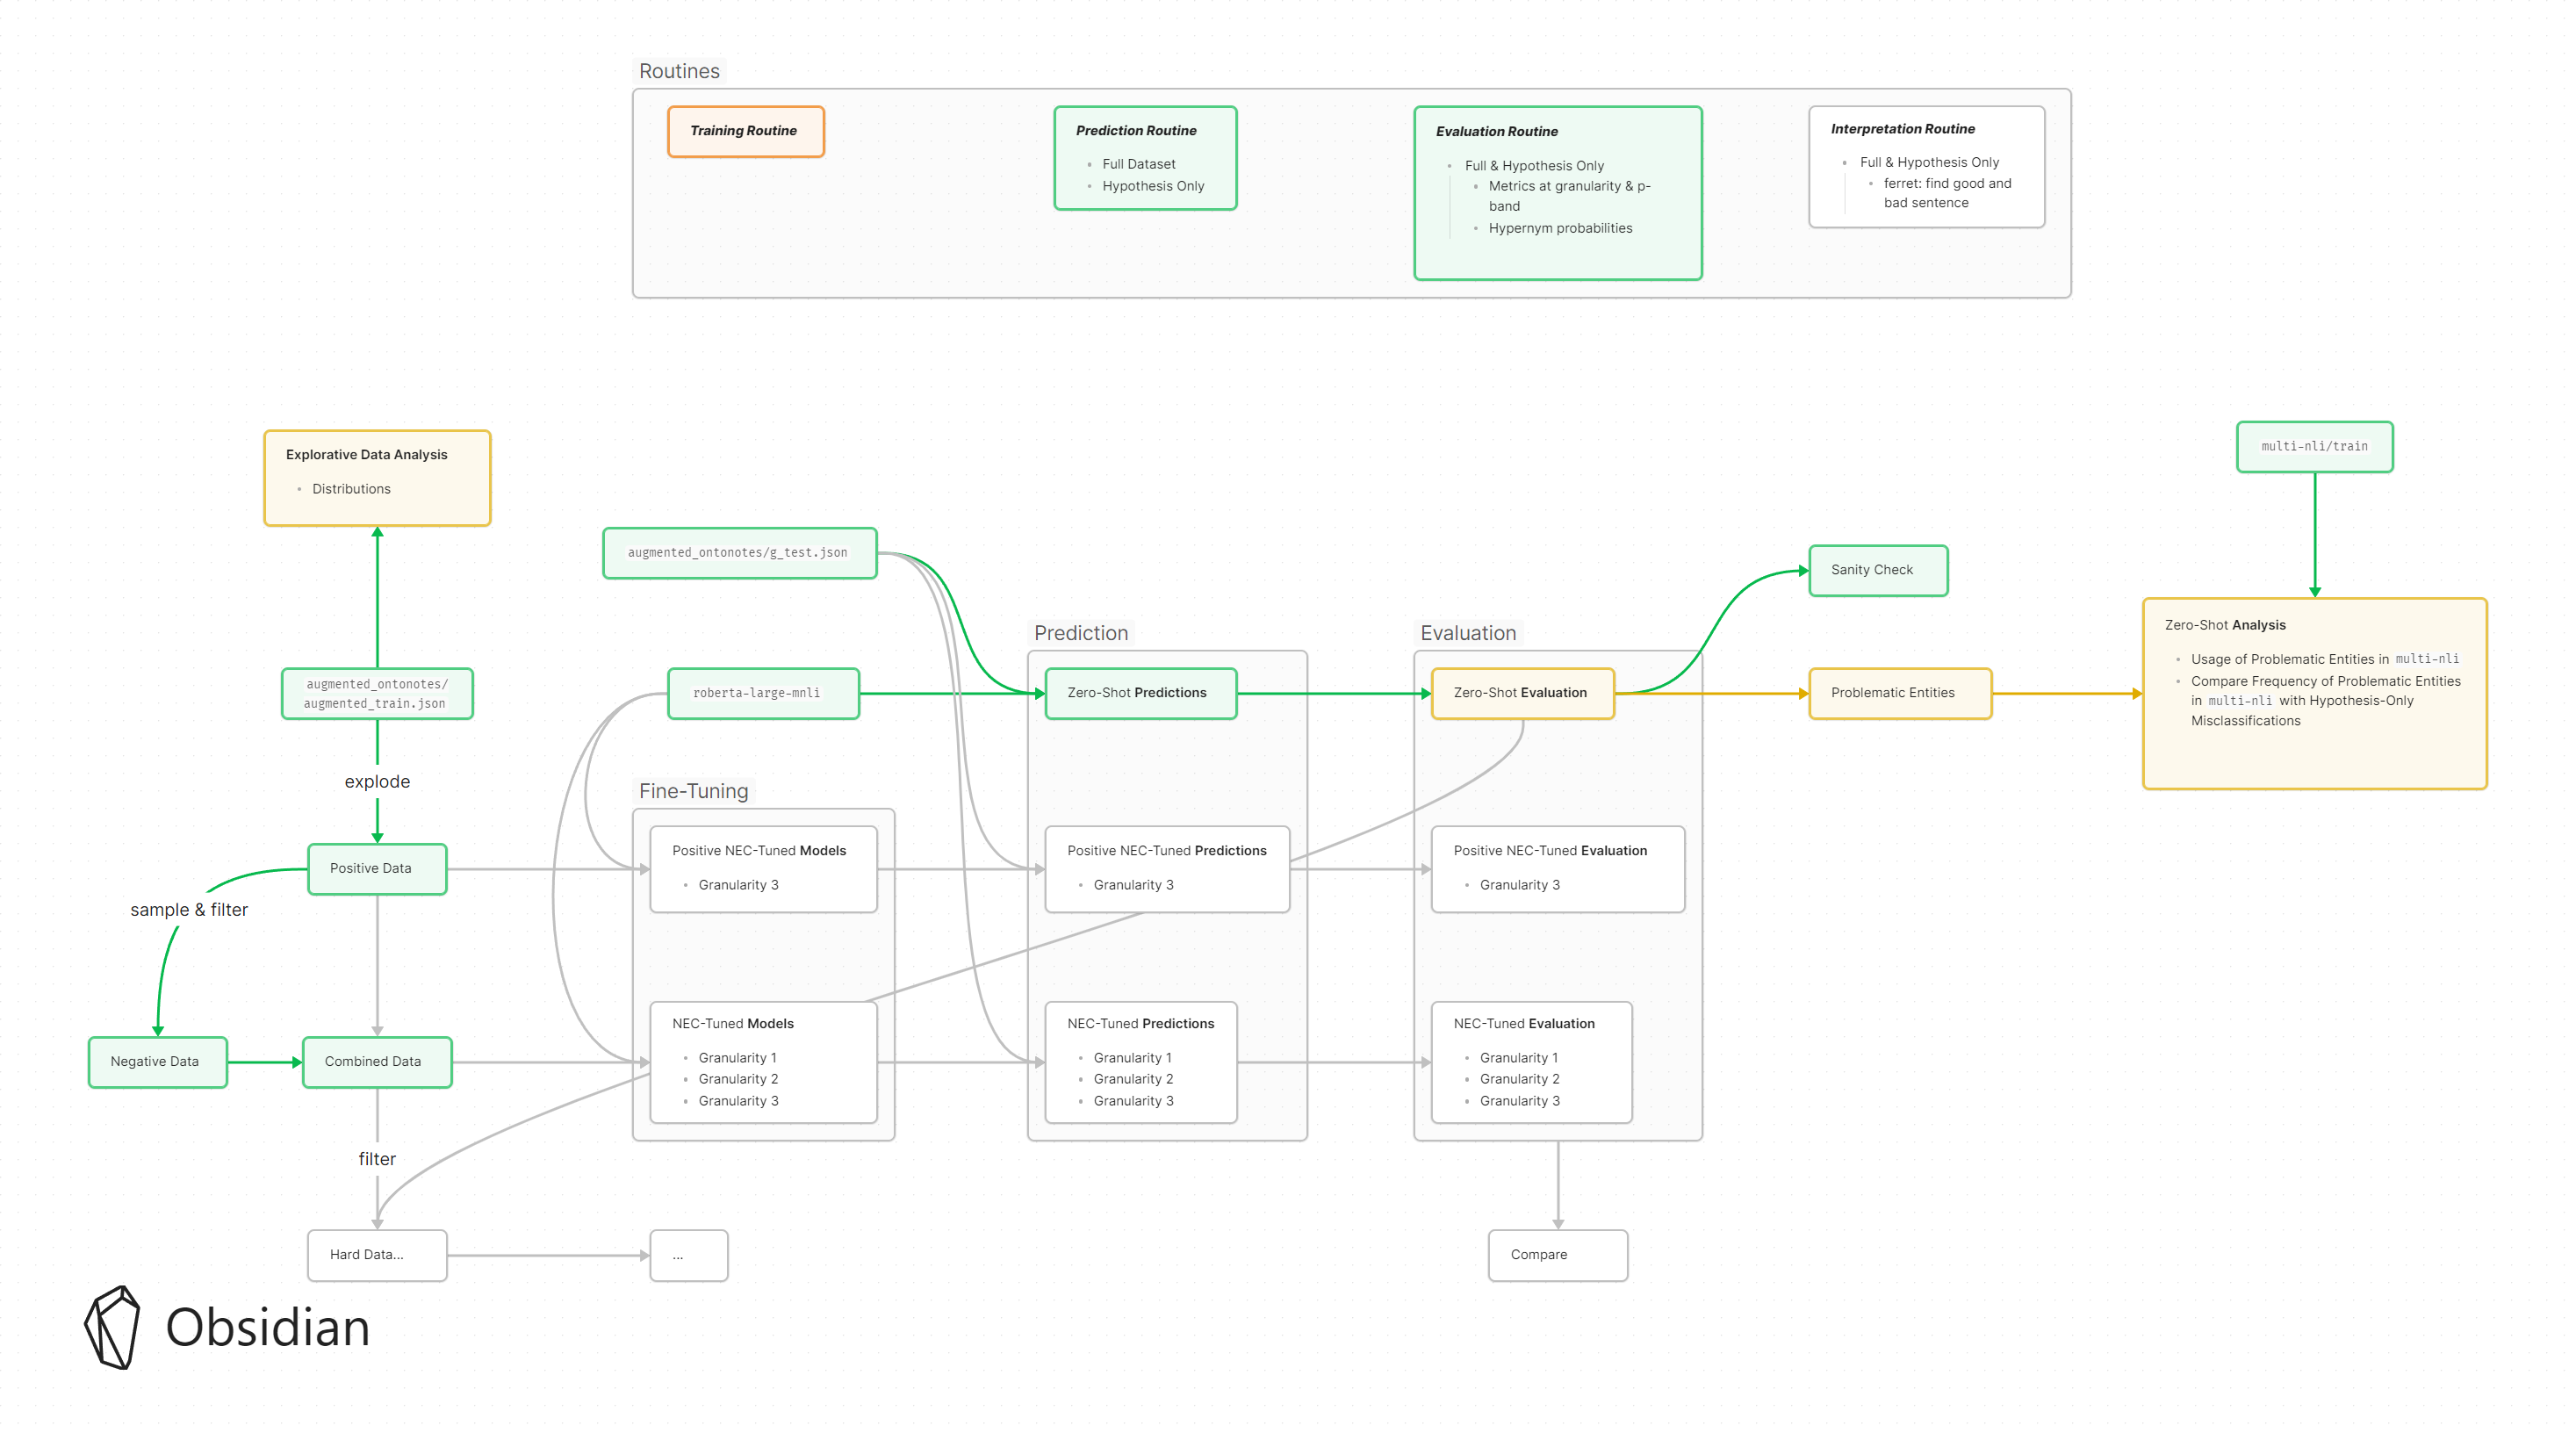 Routines
Training Routine
Prediction Routine
Full Dataset
Hypothesis Only
Evaluation Routine
Full & Hypothesis Only
Metrics at granularity & p-
band
Hypernym probabilities
Interpretation Routine
Full & Hypothesis Only
ferret: find good and
bad sentence
Explorative Data Analysis
Distributions
multi-nli/train
augmented_ontonotes/g_test.json
Sanity Check
augmented_ontonotes/
augmented_train.json
roberta-large-mnli
Prediction
Zero-Shot Predictions
Evaluation
Zero-Shot Evaluation
Problematic Entities
Zero-Shot Analysis
Usage of Problematic Entities in multi-nli
Compare Frequency of Problematic Entities
in multi-nli with Hypothesis-Only
Misclassifications
explode
Fine-Tuning
Positive Data
Positive NEC-Tuned Models
Granularity 3
Positive NEC-Tuned Predictions
Granularity 3
Positive NEC-Tuned Evaluation
Granularity 3
sample & filter
Negative Data
Combined Data
NEC-Tuned Models
Granularity 1
Granularity 2
Granularity 3
NEC-Tuned Predictions
Granularity 1
Granularity 2
Granularity 3
NEC-Tuned Evaluation
Granularity 1
Granularity 2
Granularity 3
filter
Hard Data...
...
Compare
Obsidian